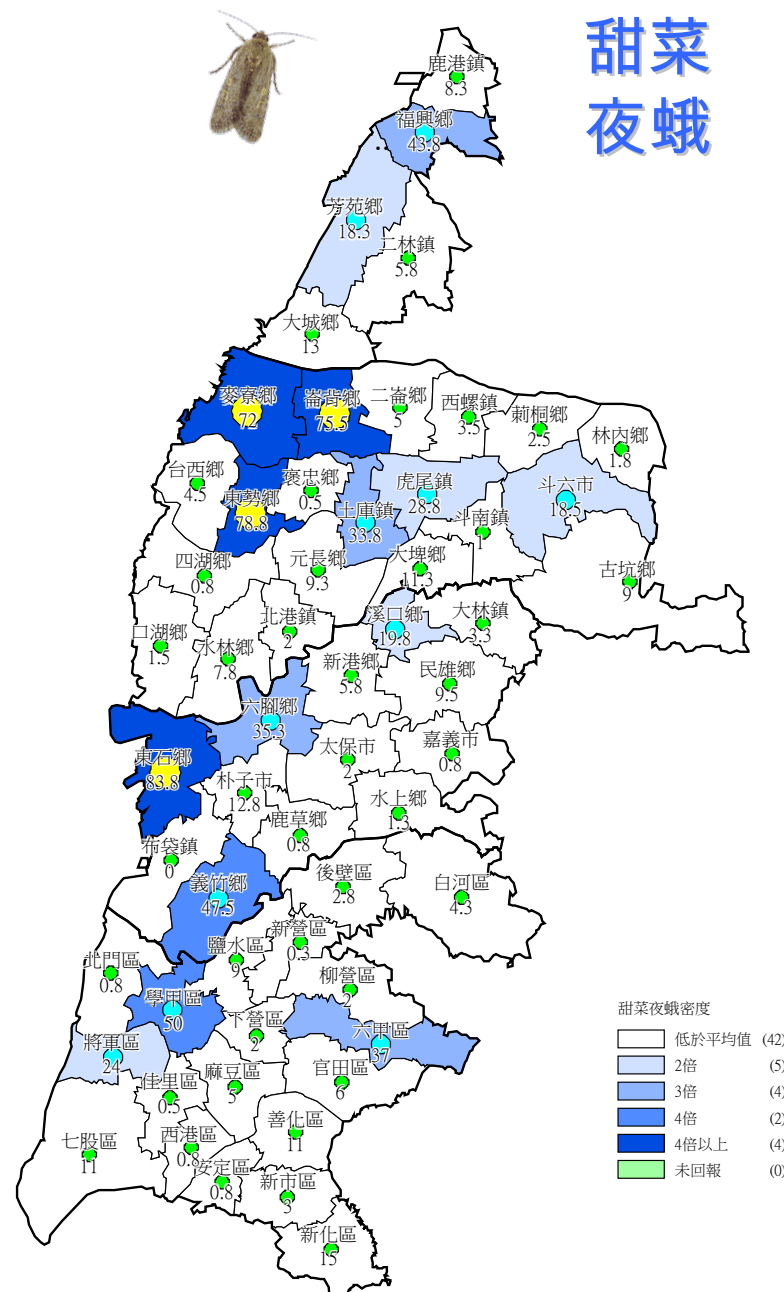 甜菜
夜蛾
鹿港鎮
8.3
福興鄉
43.8
芳苑鄉
18.3
二林鎮
5.8
大城鄉
13
麥寮鄉
72
崙背鄉
75.5
二崙鄉
5
西螺鎮
3.5
莿桐鄉
2.5
林內鄉
1.8
台西鄉
4.5
東勢鄉
78.8
褒忠鄉
0.5
土庫鎮
33.8
虎尾鎮
28.8
斗南鎮
1
斗六市
18.5
四湖鄉
0.8
元長鄉
9.3
大埤鄉
11.3
古坑鄉
9
口湖鄉
1.5
水林鄉
7.8
北港鎮
2
溪口鄉
19.8
大林鎮
3.3
新港鄉
5.8
民雄鄉
9.5
六腳鄉
35.3
東石鄉
83.8
朴子市
12.8
太保市
2
嘉義市
0.8
水上鄉
1.3
鹿草鄉
0.8
布袋鎮
0
義竹鄉
47.5
後壁區
2.8
白河區
4.3
新營區
0.3
鹽水區
9
北門區
0.8
學甲區
50
柳營區
2
下營區
2
六甲區
37
將軍區
24
佳里區
0.5
麻豆區
5
官田區
6
七股區
11
西港區
0.8
善化區
11
安定區
0.8
新市區
3
新化區
15
甜菜夜蛾密度
低於平均值 (42)
2倍 (5)
3倍 (4)
4倍 (2)
4倍以上 (4)
未回報 (0)